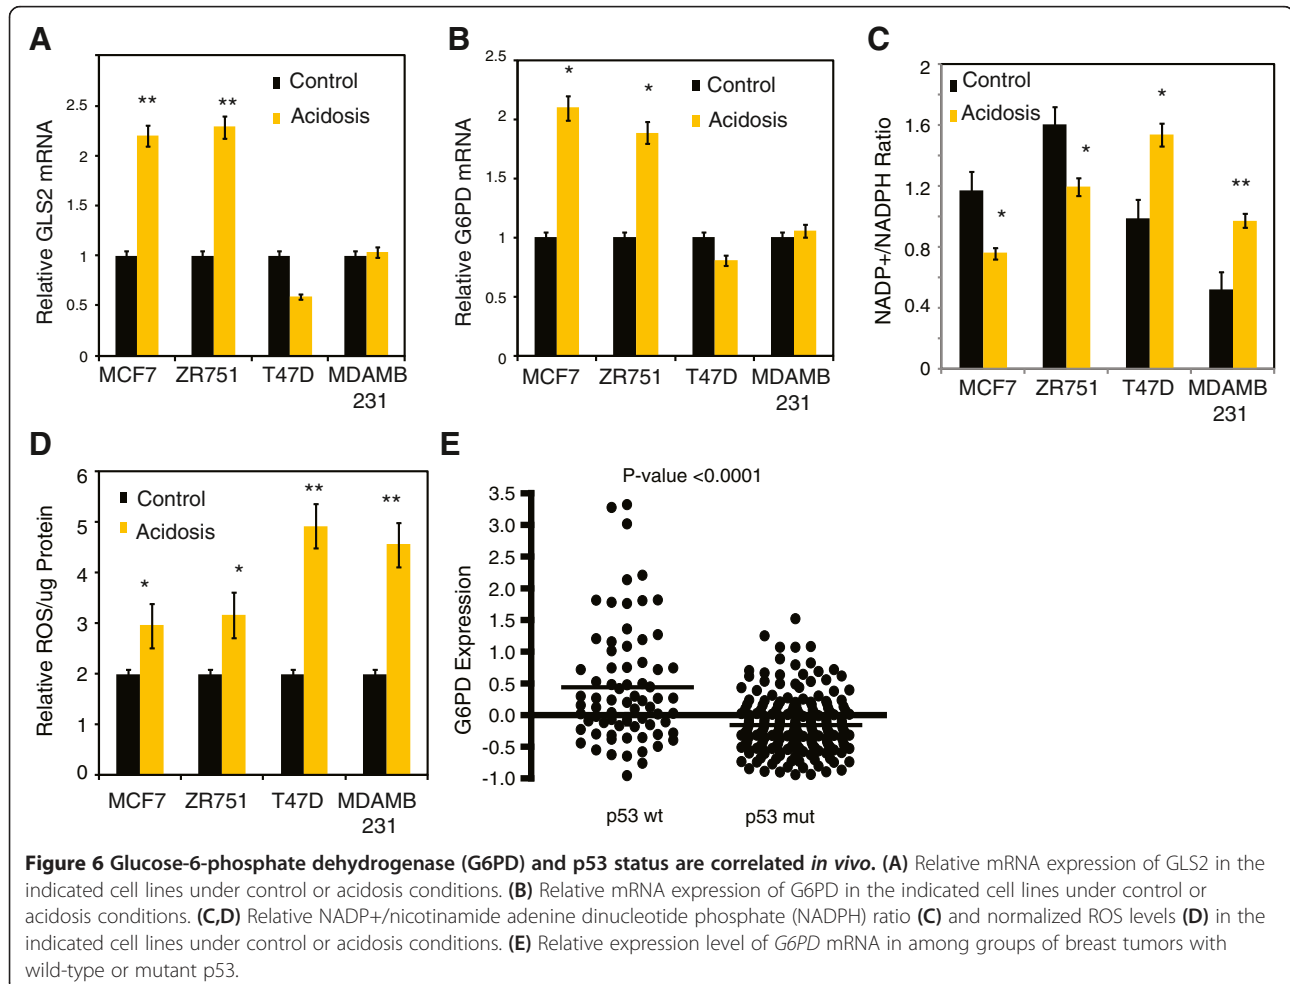 A
Relative GLS2 mRNA
2.5
2
1.5
1
0.5
0
Control
Acidosis
**
**
MCF7 ZR751 T47D MDAMB
231
B
Relative G6PD mRNA
2.5
2
1.5
1
0.5
0
Control
Acidosis
*
*
MCF7 ZR751 T47D MDAMB
231
C
NADP+/NADPH Ratio
2
1.6
1.2
0.8
0.4
0
Control
Acidosis
*
*
*
**
MCF7 ZR751 T47D MDAMB
231
D
Relative ROS/ug Protein
6
5
4
3
2
1
0
Control
Acidosis
*
*
**
**
MCF7 ZR751 T47D MDAMB
231
E
P-value <0.0001
G6PD Expression
3.5
3.0
2.5
2.0
1.5
1.0
0.5
0.0
-0.5
-1.0
p53 wt p53 mut
Figure 6 Glucose-6-phosphate dehydrogenase (G6PD) and p53 status are correlated in vivo. (A) Relative mRNA expression of GLS2 in the
indicated cell lines under control or acidosis conditions. (B) Relative mRNA expression of G6PD in the indicated cell lines under control or
acidosis conditions. (C,D) Relative NADP+/nicotinamide adenine dinucleotide phosphate (NADPH) ratio (C) and normalized ROS levels (D) in the
indicated cell lines under control or acidosis conditions. (E) Relative expression level of G6PD mRNA in among groups of breast tumors with
wild-type or mutant p53.